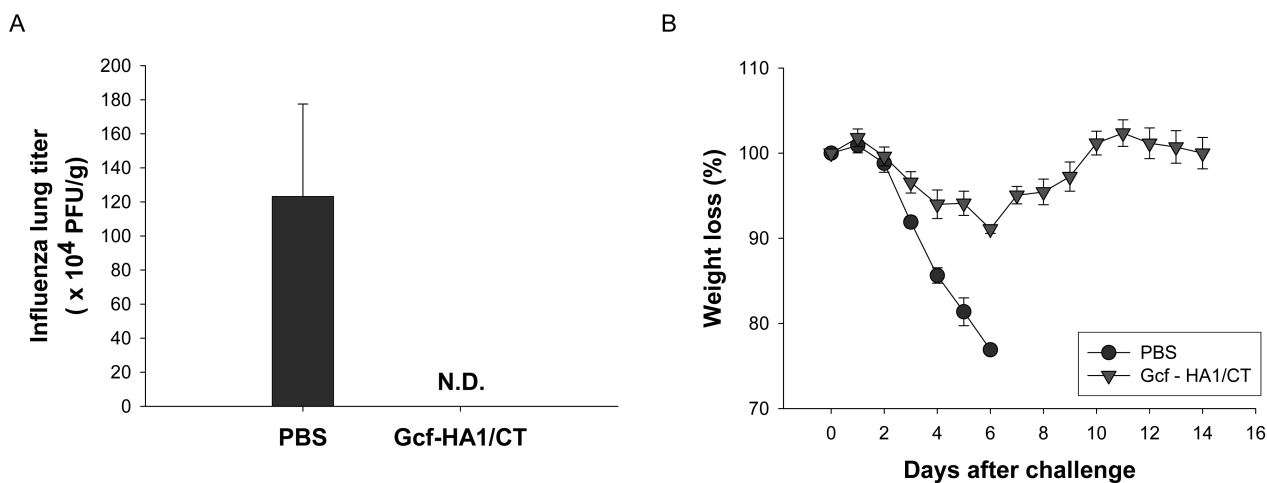 A
Influenza lung titer
( x 10⁴ PFU/g)
200
180
160
140
120
100
80
60
40
20
0
N.D.
PBS
Gcf-HA1/CT
B
Weight loss (%)
110
100
90
80
70
PBS
Gcf - HA1/CT
0 2 4 6 8 10 12 14 16
Days after challenge